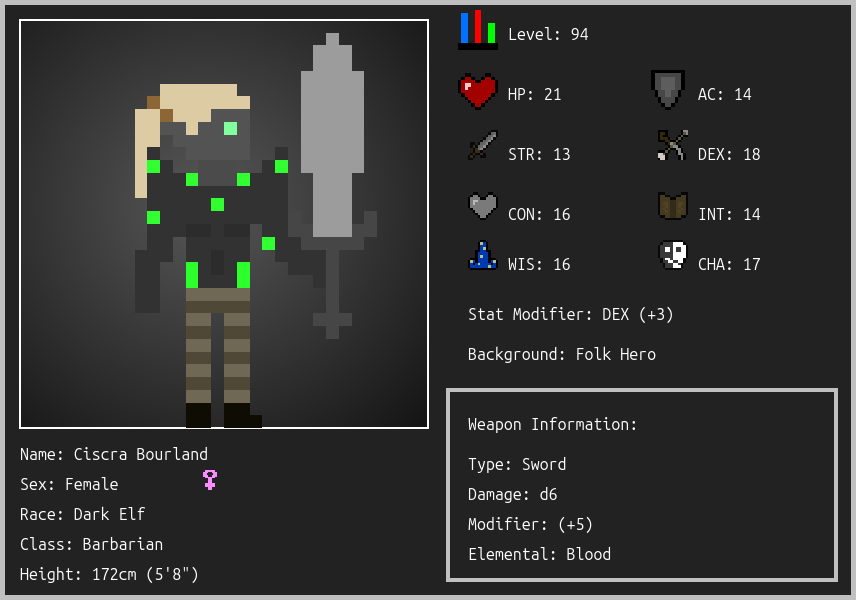 Level: 94
HP: 21
AC: 14
STR: 13
DEX: 18
CON: 16
INT: 14
WIS: 16
CHA: 17
Stat Modifier: DEX (+3)
Background: Folk Hero
Weapon Information:
Type: Sword
Damage: d6
Modifier: (+5)
Elemental: Blood
Name: Ciscra Bourland
Sex: Female
Race: Dark Elf
Class: Barbarian
Height: 172cm (5'8")